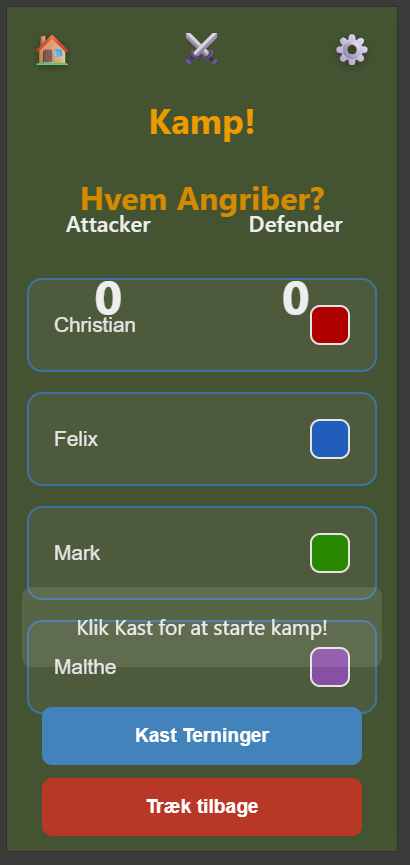 Kamp!
Hvem Angriber?
Attacker Defender
0 0
Christian
Felix
Mark
Klik Kast for at starte kamp!
Malthe
Kast Terninger
Træk tilbage